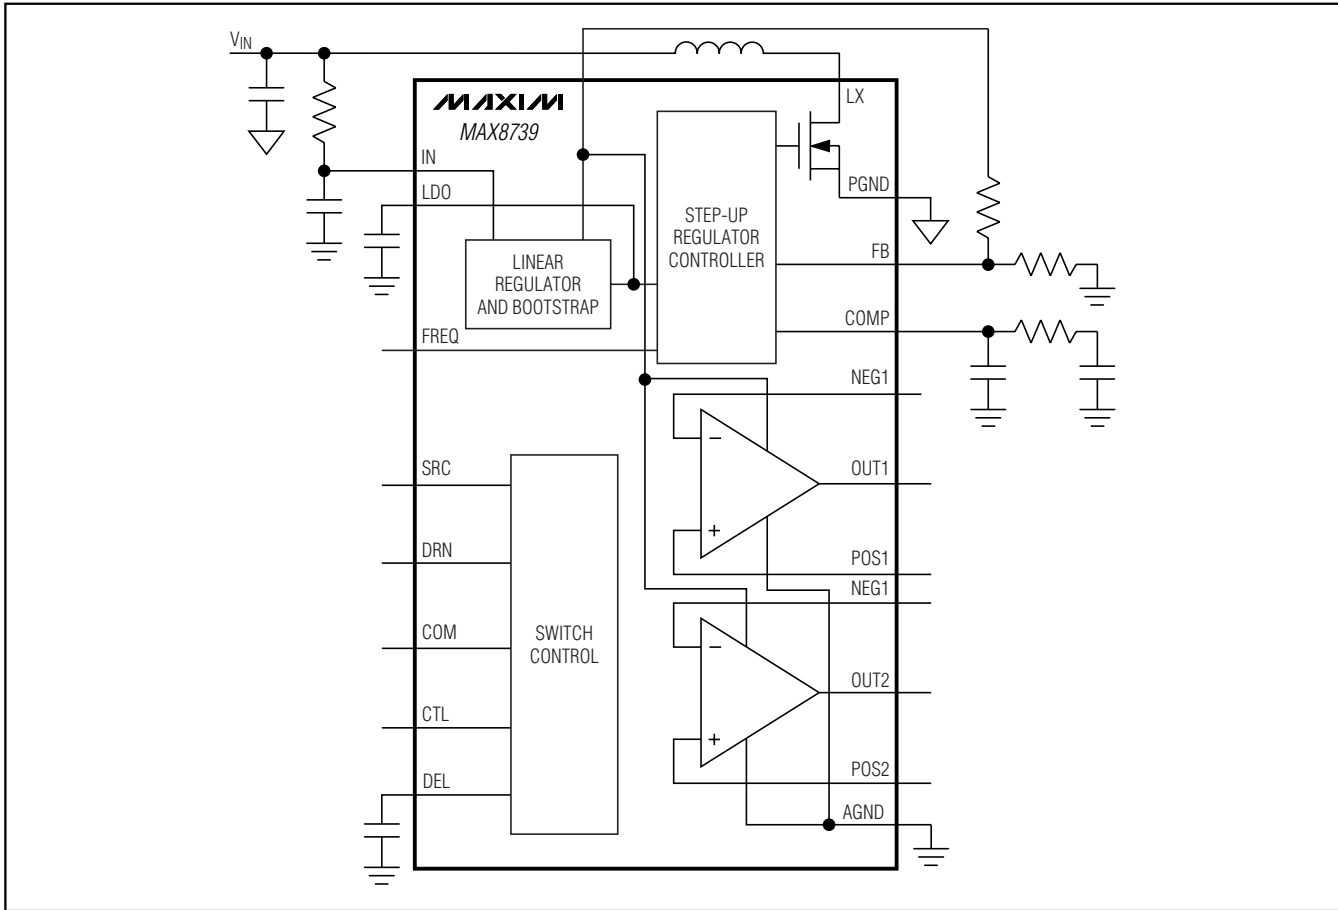 VIN
LX
MAXIM
MAX8739
IN
LDO
PGND
STEP-UP
REGULATOR
CONTROLLER
FB
LINEAR
REGULATOR
AND BOOTSTRAP
COMP
FREQ
NEG1
−
SRC
OUT1
+
DRN
POS1
NEG1
COM
SWITCH
CONTROL
−
OUT2
CTL
+
POS2
DEL
AGND